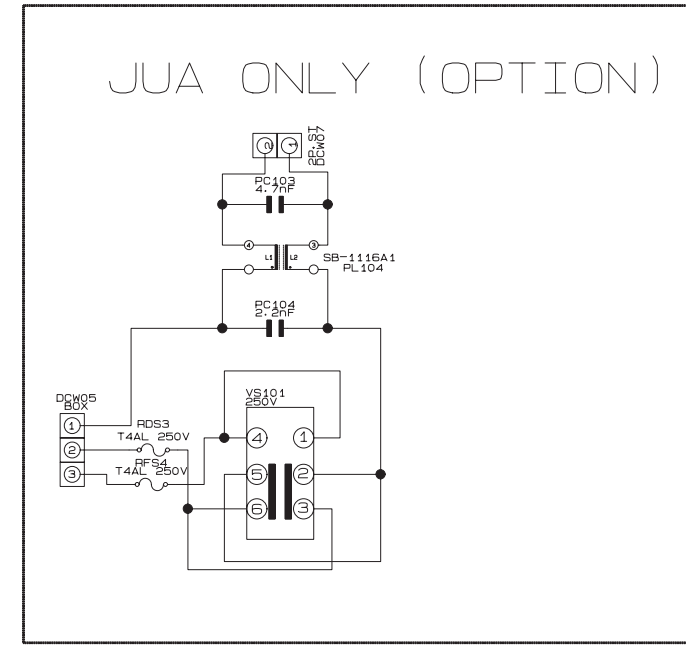 JUA ONLY (OPTION)
2 1
2P.SI
DCW07
PC103
4.7nF
4 3
L1 L2
SB-1116A1
PL104
PC104
2.2nF
DCW05
BOX
VS101
250V
1
RDS3
T4AL 250V
4 1
2
RFS4
T4AL 250V
3
5 2
6 3